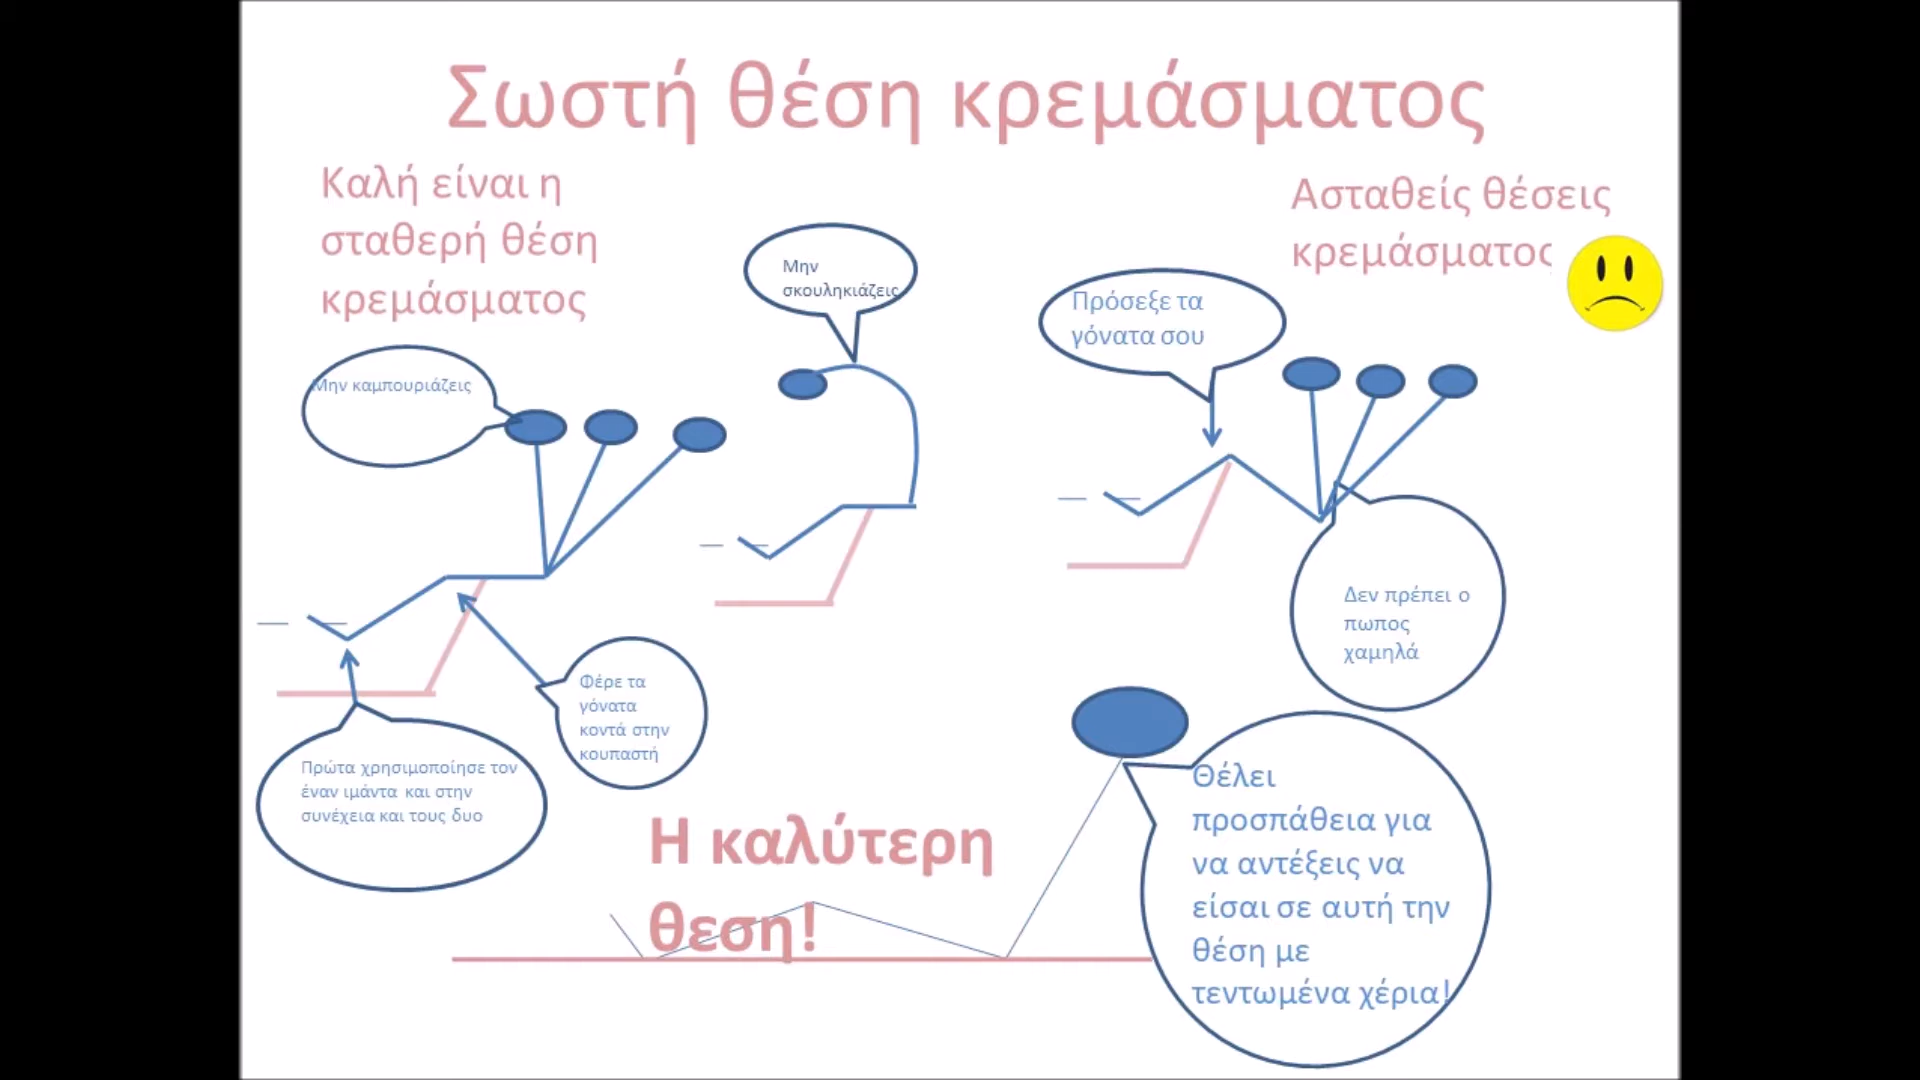 Σωστή θέση κρεμάσματος
Καλή είναι η
σταθερή θέση
κρεμάσματος
Ασταθείς θέσεις
κρεμάσματος
Μην
σκουληκιάζεις
Πρόσεξε τα
γόνατα σου
Μην καμπουριάζεις
Δεν πρέπει ο
πωπος
χαμηλά
Φέρε τα
γόνατα
κοντά στην
κουπαστή
Πρώτα χρησιμοποίησε τον
έναν ιμάντα και στην
συνέχεια και τους δυο
Η καλύτερη
θεση!
Θέλει
προσπάθεια για
να αντέξεις να
είσαι σε αυτή την
θέση με
τεντωμένα χέρια!